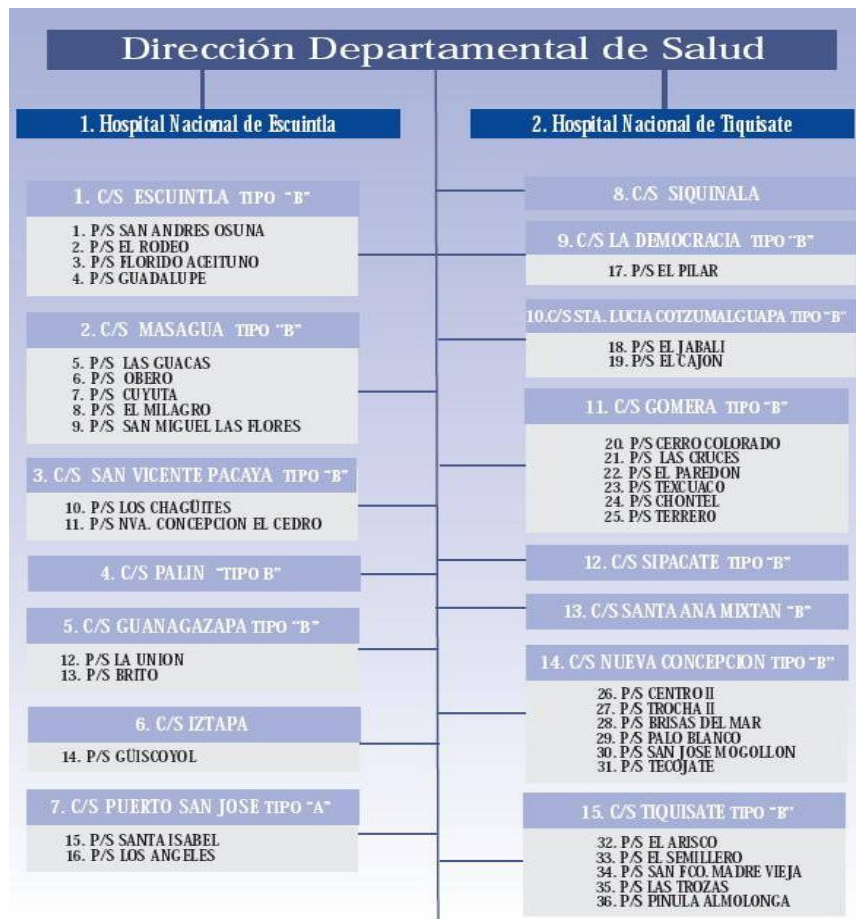 Dirección Departamental de Salud
1. Hospital Nacional de Escuintla
1. C/S ESCUINTLA TIPO "B"
1. P/S SAN ANDRES OSUNA
2. P/S EL RODEO
3. P/S FLORIDO ACEITUNO
4. P/S GUADALUPE
2. C/S MASAGUA TIPO "B"
5. P/S LAS GUACAS
6. P/S OBERO
7. P/S CUYUTA
8. P/S EL MILAGRO
9. P/S SAN MIGUEL LAS FLORES
3. C/S SAN VICENTE PACAYA TIPO "B"
10. P/S LOS CHAGÜITES
11. P/S NVA. CONCEPCION EL CEDRO
4. C/S PALIN "TIPO B"
5. C/S GUANAGAZAPA TIPO "B"
12. P/S LA UNION
13. P/S BRITO
6. C/S IZTAPA
14. P/S GÜISCOYOL
7. C/S PUERTO SAN JOSE TIPO "A"
15. P/S SANTA ISABEL
16. P/S LOS ANGELES
2. Hospital Nacional de Tiquisate
8. C/S SIQUINALA
9. C/S LA DEMOCRACIA TIPO "B"
17. P/S EL PILAR
10.C/S STA. LUCIA COTZUMALGUAPA TIPO "B"
18. P/S EL JABALI
19. P/S EL CAJON
11. C/S GOMERA TIPO "B"
20. P/S CERRO COLORADO
21. P/S LAS CRUCES
22. P/S EL PAREDON
23. P/S TEXCUACO
24. P/S CHONTEL
25. P/S TERRERO
12. C/S SIPACATE TIPO "B"
13. C/S SANTA ANA MIXTAN "B"
14. C/S NUEVA CONCEPCION TIPO "B"
26. P/S CENTRO II
27. P/S TROCHA II
28. P/S BRISAS DEL MAR
29. P/S PALO BLANCO
30. P/S SAN JOSE MOGOLLON
31. P/S TECOJATE
15. C/S TIQUISATE TIPO "B"
32. P/S EL ARISCO
33. P/S EL SEMILLERO
34. P/S SAN FCO. MADRE VIEJA
35. P/S LAS TROZAS
36. P/S PINULA ALMOLONGA